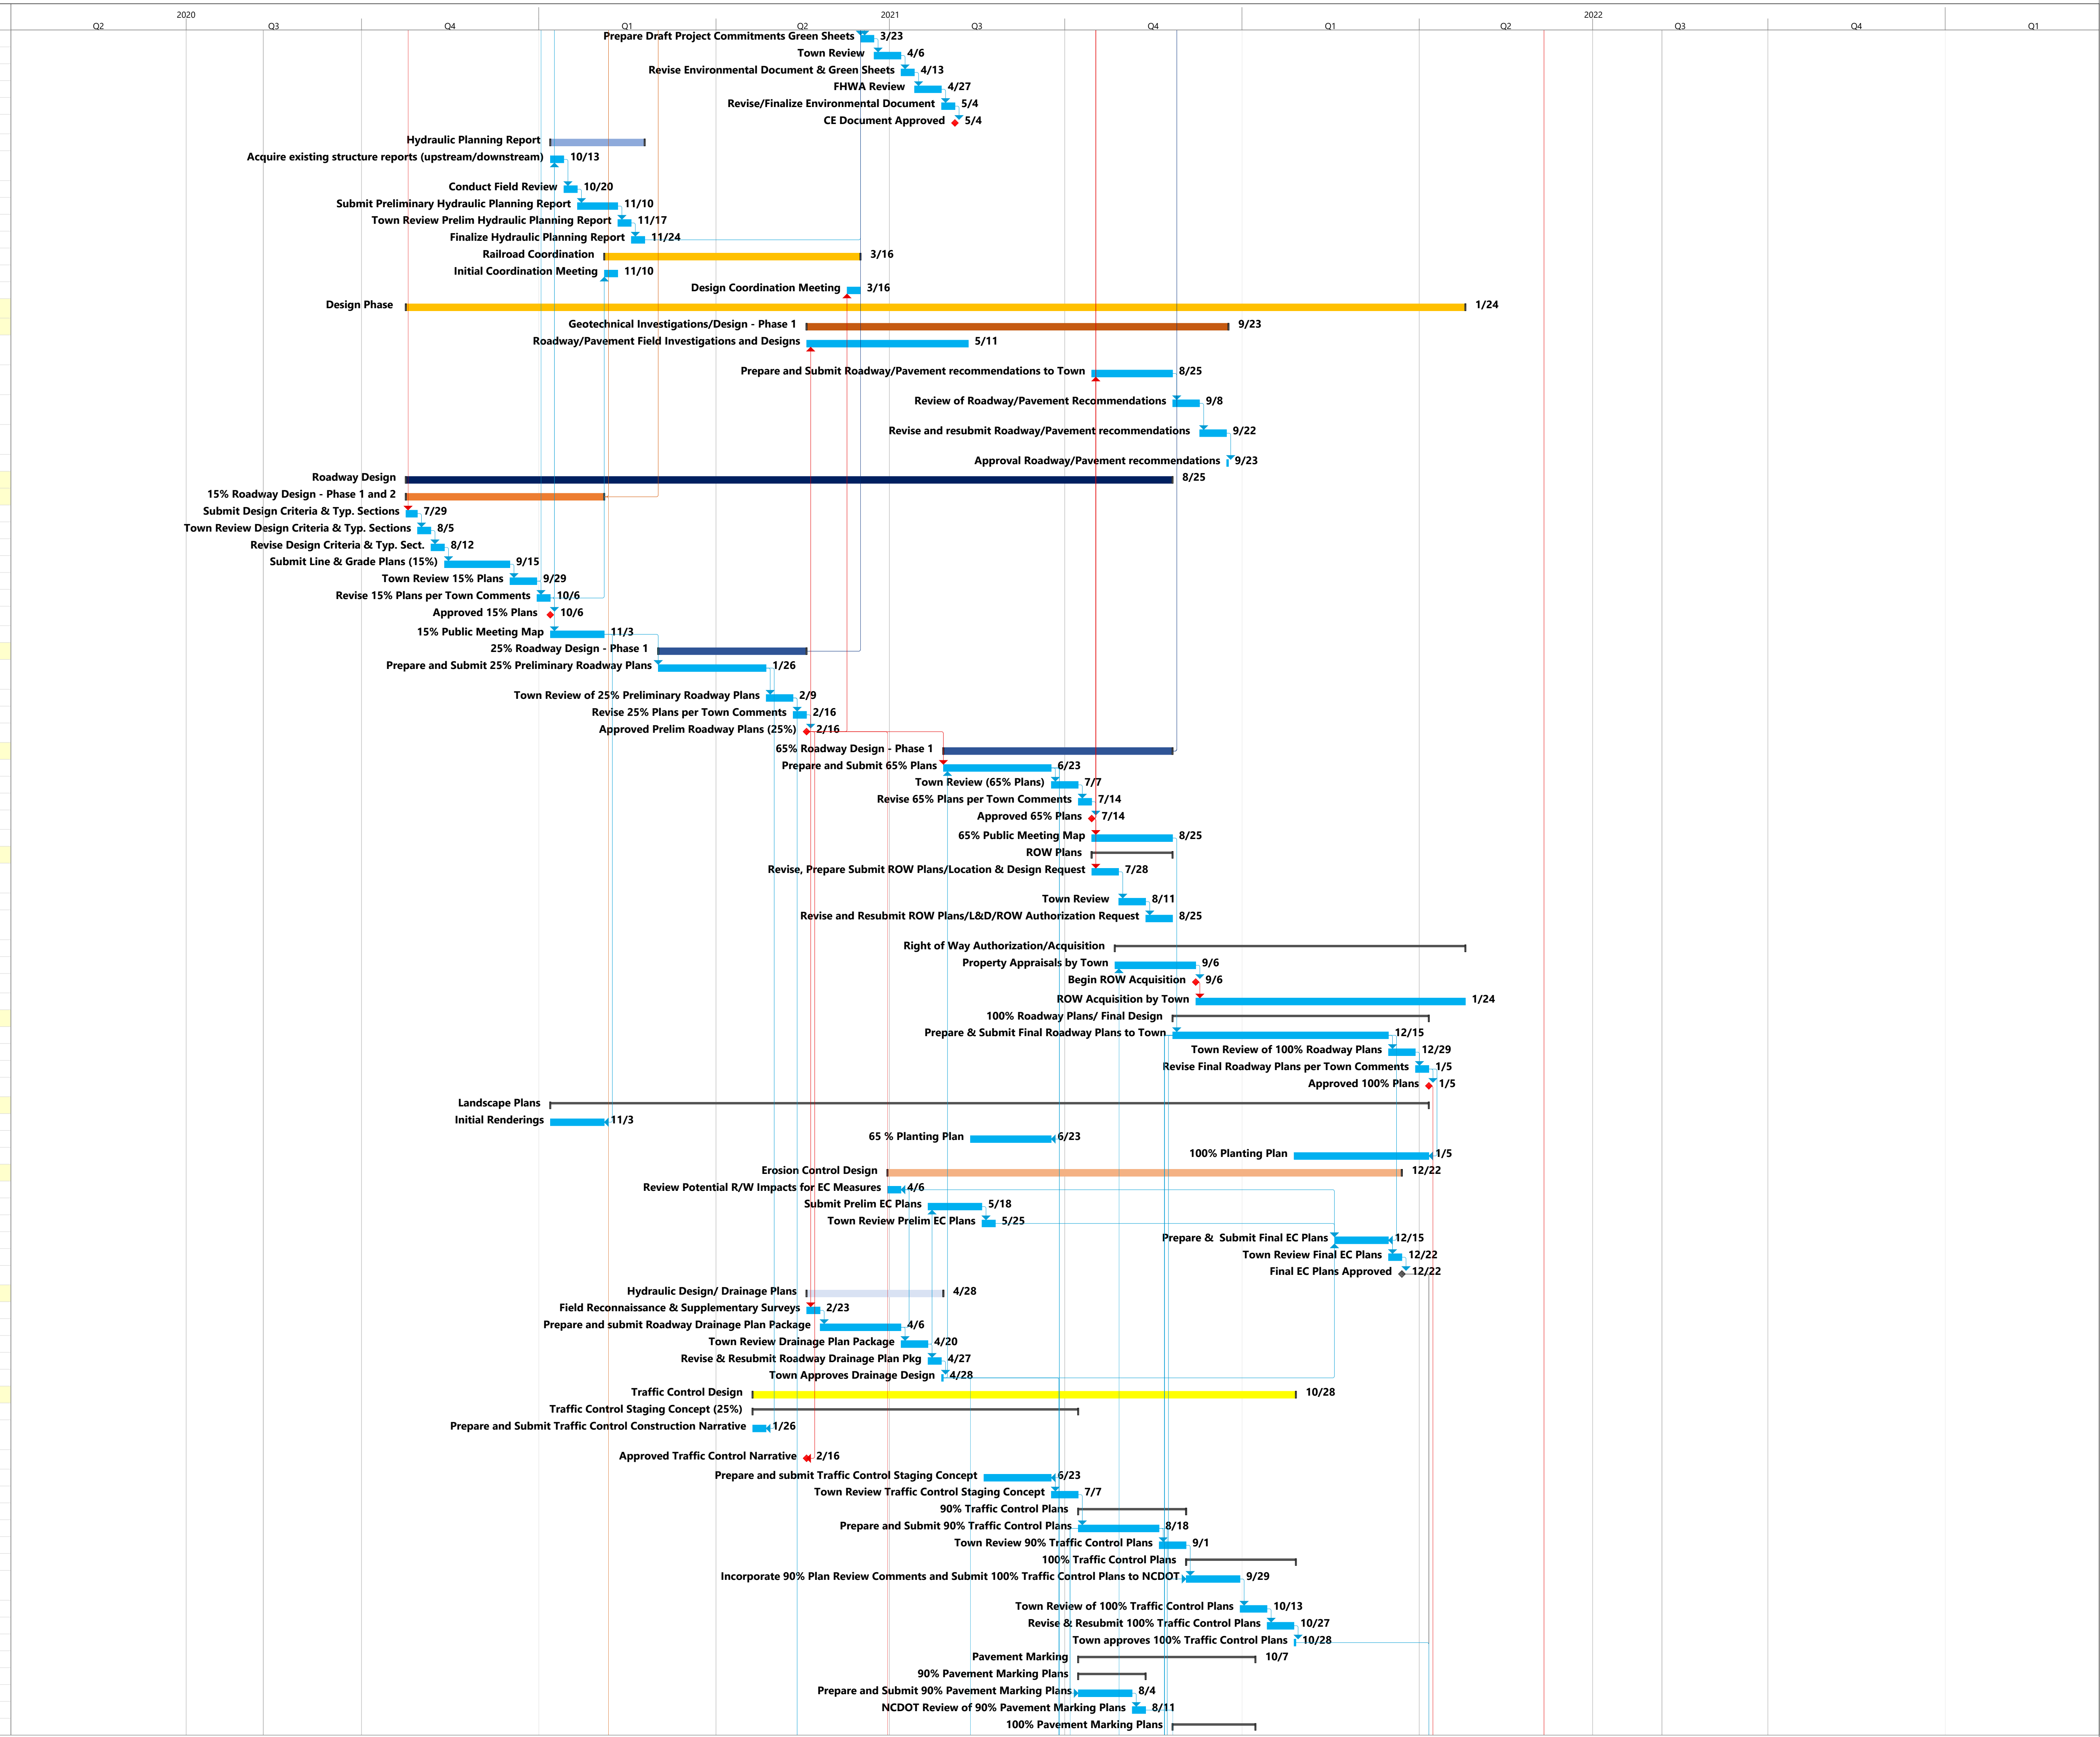 2020 2021 2022
Q2 Q3 Q4 Q1 Q2 Q3 Q4 Q1 Q2 Q3 Q4 Q1
Prepare Draft Project Commitments Green Sheets 3/23
Town Review 4/6
Revise Environmental Document & Green Sheets 4/13
FHWA Review 4/27
Revise/Finalize Environmental Document 5/4
CE Document Approved 5/4
Hydraulic Planning Report
Acquire existing structure reports (upstream/downstream) 10/13
Conduct Field Review 10/20
Submit Preliminary Hydraulic Planning Report 11/10
Town Review Prelim Hydraulic Planning Report 11/17
Finalize Hydraulic Planning Report 11/24
Railroad Coordination 3/16
Initial Coordination Meeting 11/10
Design Coordination Meeting 3/16
Design Phase 1/24
Geotechnical Investigations/Design - Phase 1 9/23
Roadway/Pavement Field Investigations and Designs 5/11
Prepare and Submit Roadway/Pavement recommendations to Town 8/25
Review of Roadway/Pavement Recommendations 9/8
Revise and resubmit Roadway/Pavement recommendations 9/22
Approval Roadway/Pavement recommendations 9/23
Roadway Design 8/25
15% Roadway Design - Phase 1 and 2
Submit Design Criteria & Typ. Sections 7/29
Town Review Design Criteria & Typ. Sections 8/5
Revise Design Criteria & Typ. Sect. 8/12
Submit Line & Grade Plans (15%) 9/15
Town Review 15% Plans 9/29
Revise 15% Plans per Town Comments 10/6
Approved 15% Plans 10/6
15% Public Meeting Map 11/3
25% Roadway Design - Phase 1
Prepare and Submit 25% Preliminary Roadway Plans 1/26
Town Review of 25% Preliminary Roadway Plans 2/9
Revise 25% Plans per Town Comments 2/16
Approved Prelim Roadway Plans (25%) 2/16
65% Roadway Design - Phase 1
Prepare and Submit 65% Plans 6/23
Town Review (65% Plans) 7/7
Revise 65% Plans per Town Comments 7/14
Approved 65% Plans 7/14
65% Public Meeting Map 8/25
ROW Plans
Revise, Prepare Submit ROW Plans/Location & Design Request 7/28
Town Review 8/11
Revise and Resubmit ROW Plans/L&D/ROW Authorization Request 8/25
Right of Way Authorization/Acquisition
Property Appraisals by Town 9/6
Begin ROW Acquisition 9/6
ROW Acquisition by Town 1/24
100% Roadway Plans/ Final Design
Prepare & Submit Final Roadway Plans to Town 12/15
Town Review of 100% Roadway Plans 12/29
Revise Final Roadway Plans per Town Comments 1/5
Approved 100% Plans 1/5
Landscape Plans
Initial Renderings 11/3
65 % Planting Plan 6/23
100% Planting Plan 1/5
Erosion Control Design 12/22
Review Potential R/W Impacts for EC Measures 4/6
Submit Prelim EC Plans 5/18
Town Review Prelim EC Plans 5/25
Prepare & Submit Final EC Plans 12/15
Town Review Final EC Plans 12/22
Final EC Plans Approved 12/22
Hydraulic Design/ Drainage Plans 4/28
Field Reconnaissance & Supplementary Surveys 2/23
Prepare and submit Roadway Drainage Plan Package 4/6
Town Review Drainage Plan Package 4/20
Revise & Resubmit Roadway Drainage Plan Pkg 4/27
Town Approves Drainage Design 4/28
Traffic Control Design 10/28
Traffic Control Staging Concept (25%)
Prepare and Submit Traffic Control Construction Narrative 1/26
Approved Traffic Control Narrative 2/16
Prepare and submit Traffic Control Staging Concept 6/23
Town Review Traffic Control Staging Concept 7/7
90% Traffic Control Plans
Prepare and Submit 90% Traffic Control Plans 8/18
Town Review 90% Traffic Control Plans 9/1
100% Traffic Control Plans
Incorporate 90% Plan Review Comments and Submit 100% Traffic Control Plans to NCDOT 9/29
Town Review of 100% Traffic Control Plans 10/13
Revise & Resubmit 100% Traffic Control Plans 10/27
Town approves 100% Traffic Control Plans 10/28
Pavement Marking 10/7
90% Pavement Marking Plans
Prepare and Submit 90% Pavement Marking Plans 8/4
NCDOT Review of 90% Pavement Marking Plans 8/11
100% Pavement Marking Plans